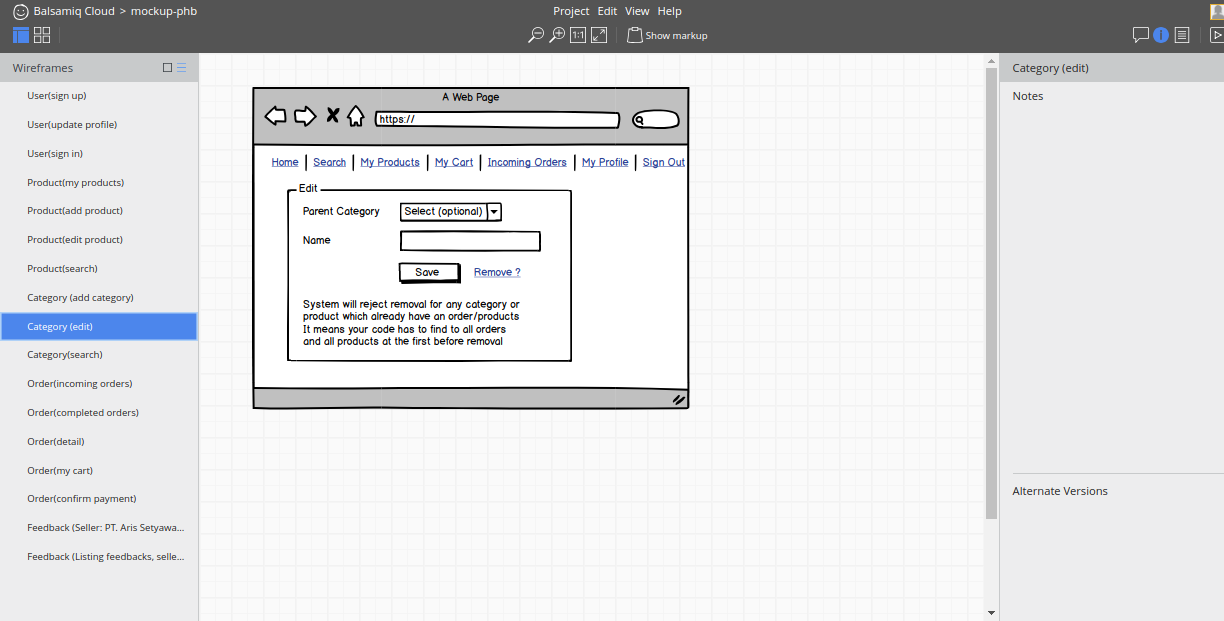 Balsamiq Cloud > mockup-phb
Project Edit View Help
1:1
Show markup
Wireframes
User(sign up)
User(update profile)
User(sign in)
Product(my products)
Product(add product)
Product(edit product)
Product(search)
Category (add category)
Category (edit)
Category(search)
Order(incoming orders)
Order(completed orders)
Order(detail)
Order(my cart)
Order(confirm payment)
Feedback (Seller: PT. Aris Setyawa...
Feedback (Listing feedbacks, selle...
A Web Page
https://
Home Search My Products My Cart Incoming Orders My Profile Sign Out
Edit
Parent Category Select (optional)
Name
Save Remove ?
System will reject removal for any category or
product which already have an order/products
It means your code has to find to all orders
and all products at the first before removal
Category (edit)
Notes
Alternate Versions